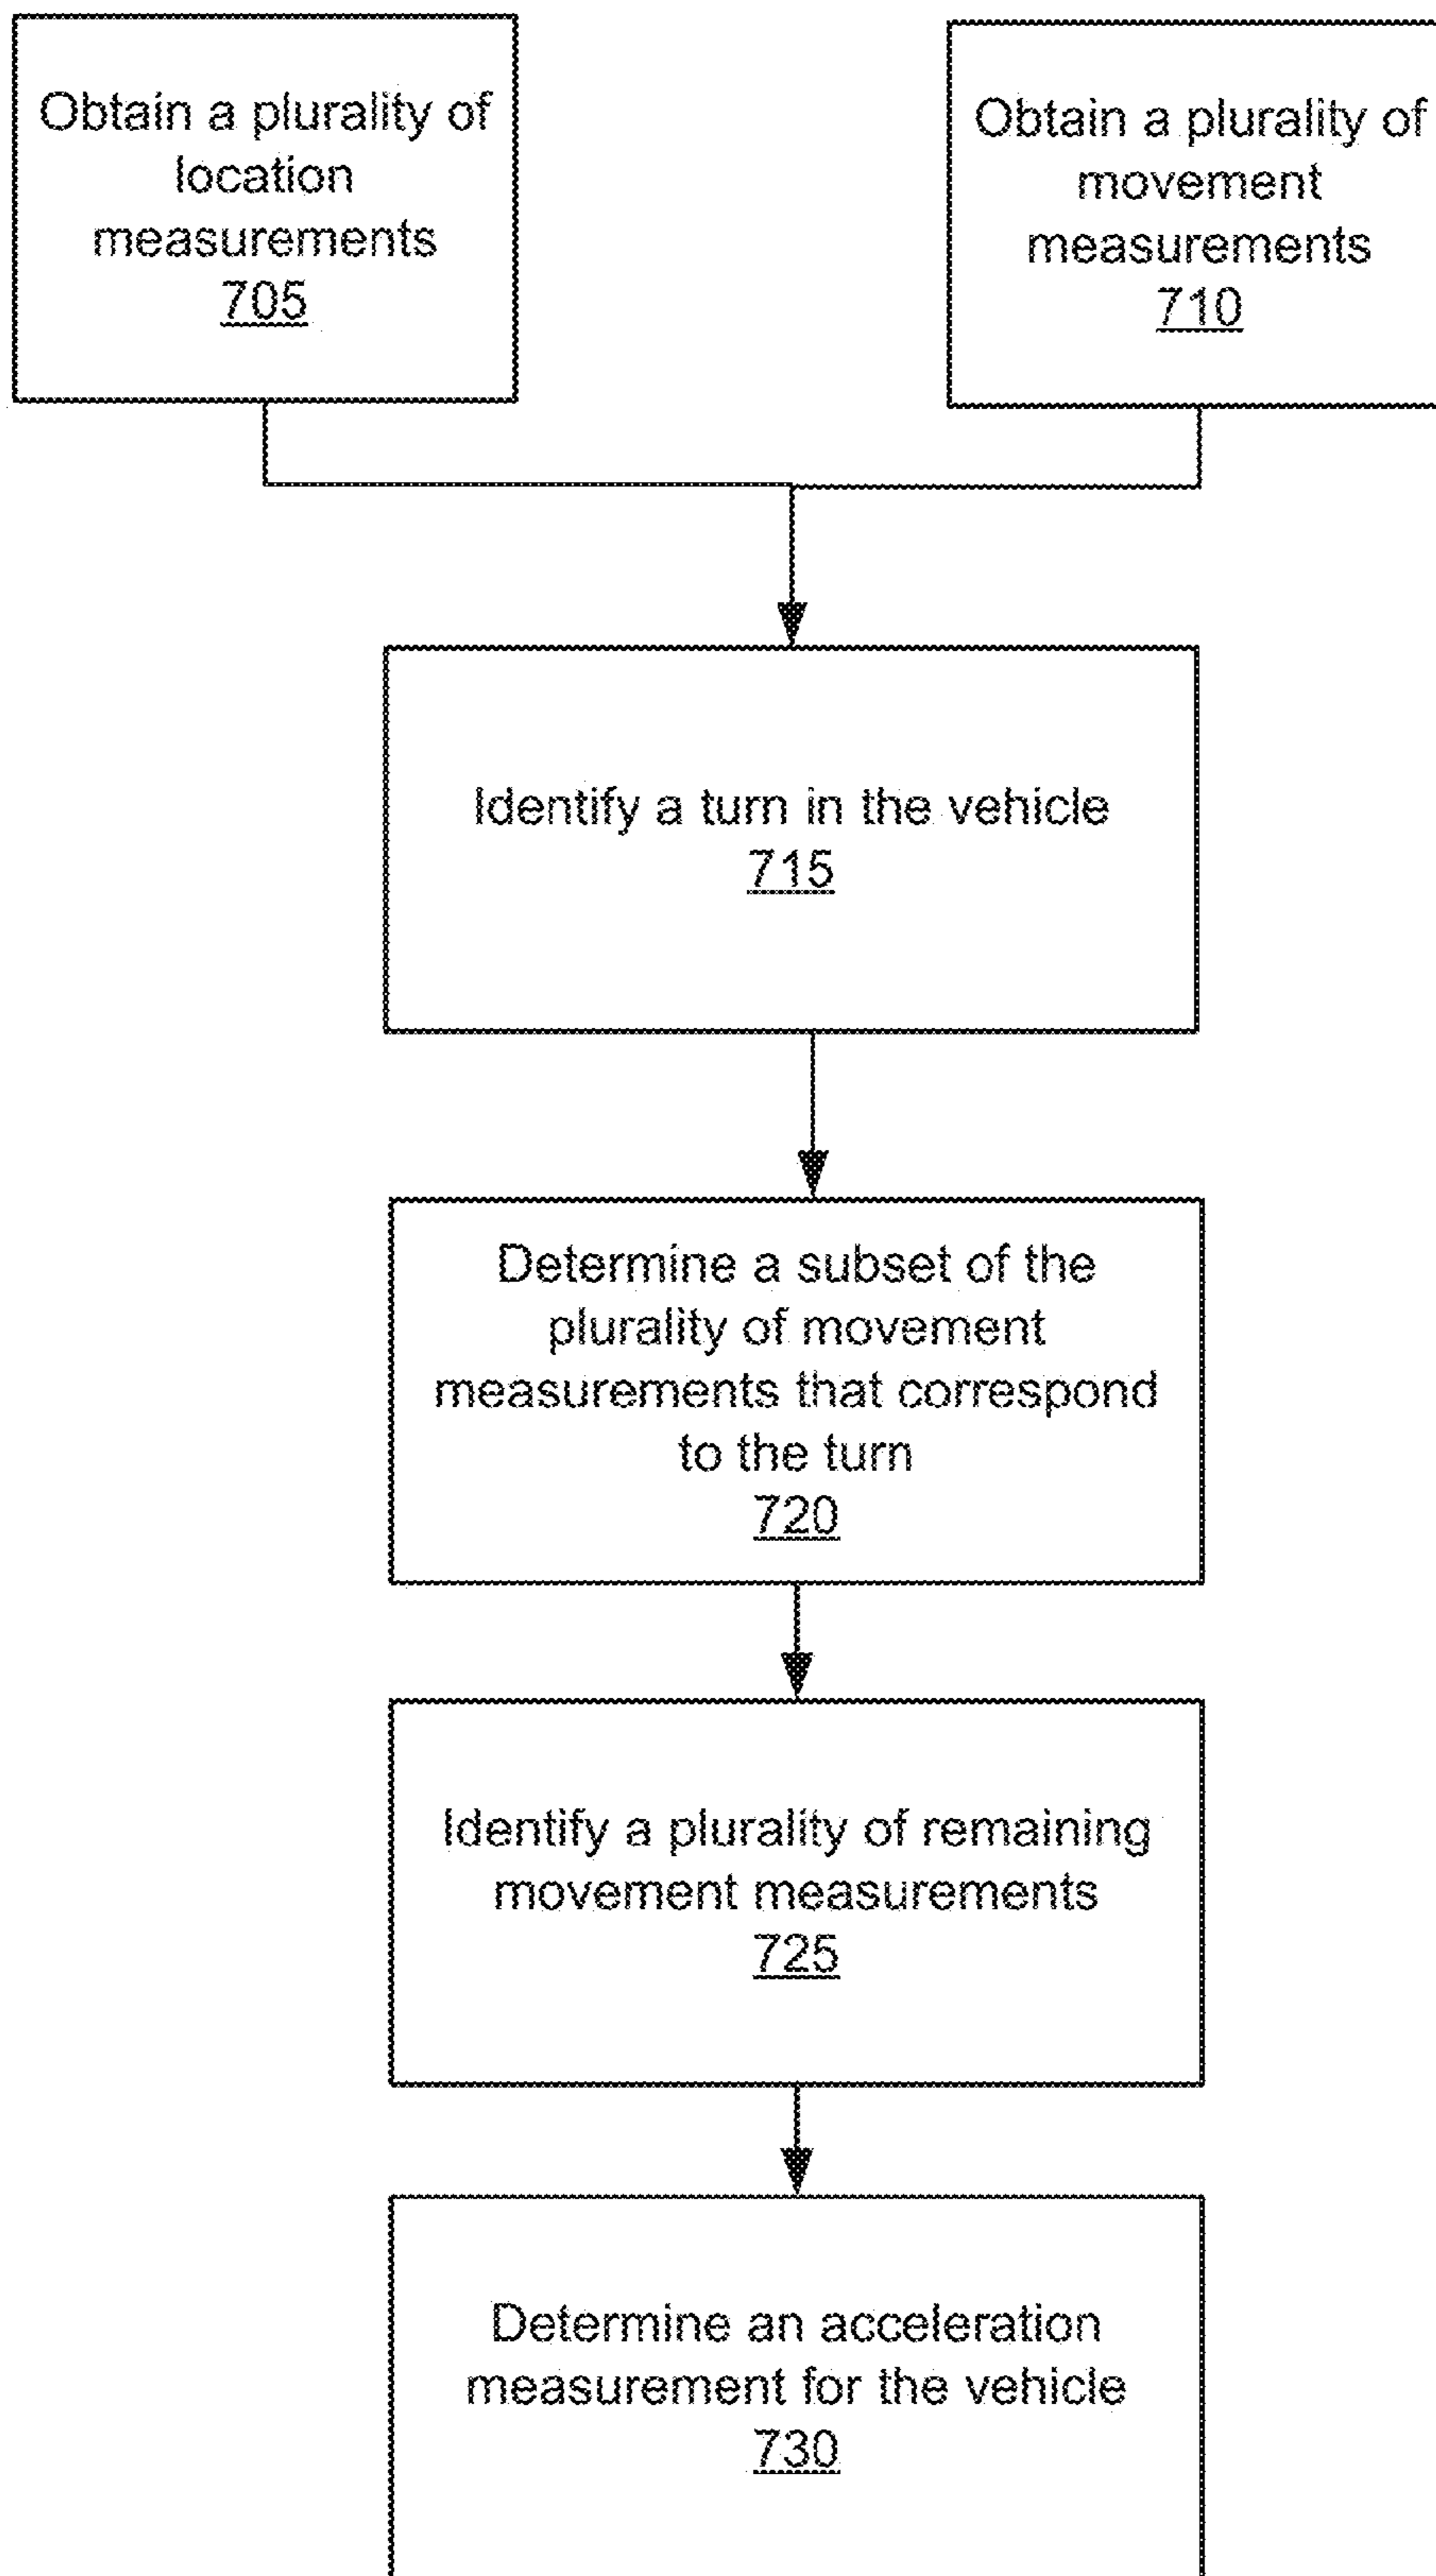 Obtain a plurality of
location
measurements
705
Obtain a plurality of
movement
measurements
710
Identify a turn in the vehicle
715
Determine a subset of the
plurality of movement
measurements that correspond
to the turn
720
Identify a plurality of remaining
movement measurements
725
Determine an acceleration
measurement for the vehicle
730